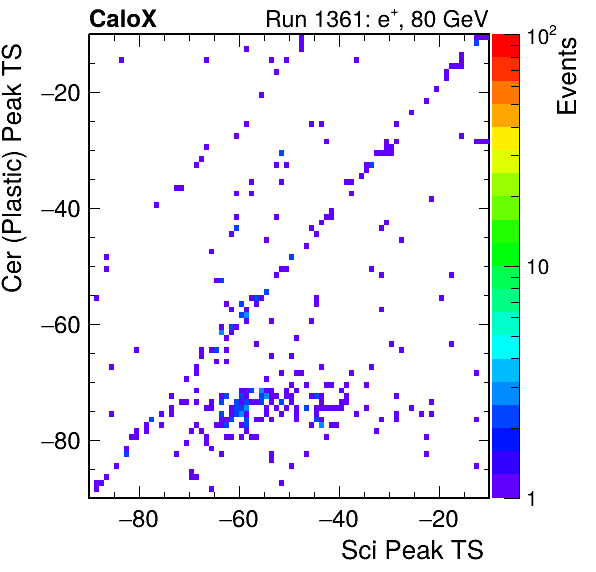 CaloX Run 1361: e⁺, 80 GeV
Cer (Plastic) Peak TS
−20
−40
−60
−80
−80 −60 −40 −20
Sci Peak TS
10²
10
1
Events